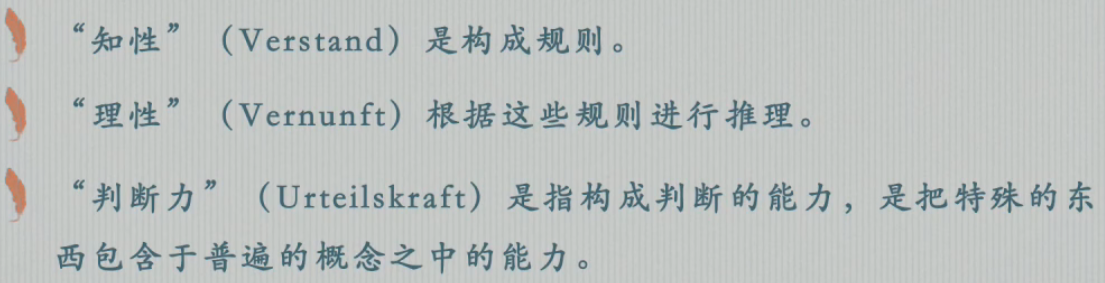 “知性”（Verstand）是构成规则。
“理性”（Vernunft）根据这些规则进行推理。
“判断力”（Urteilskraft）是指构成判断的能力，是把特殊的东
西包含于普遍的概念之中的能力。